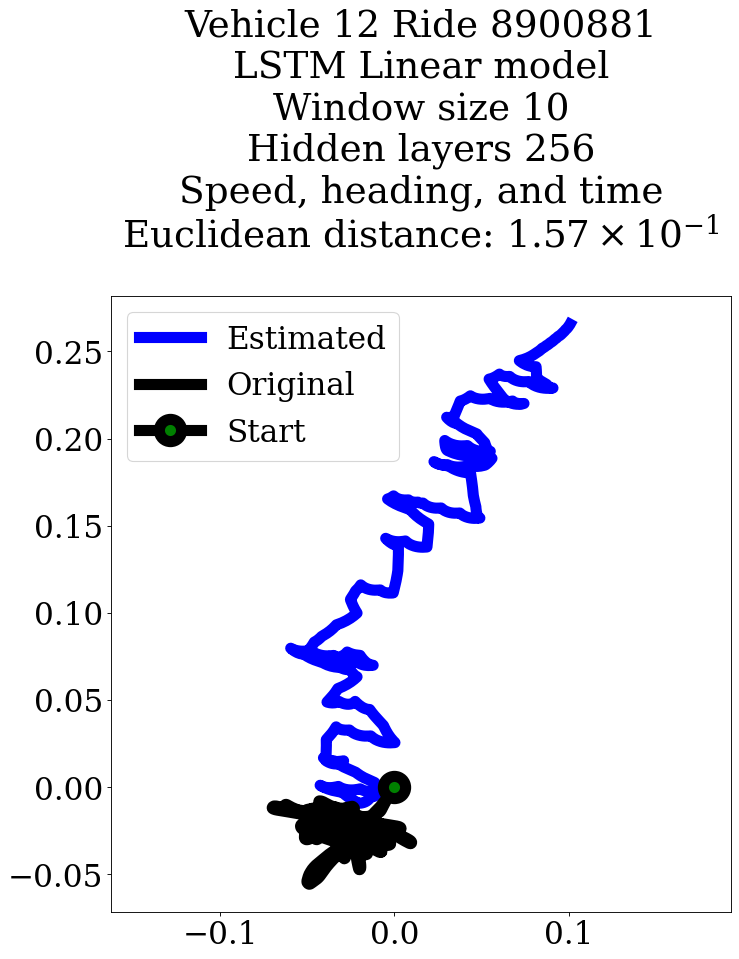 Vehicle 12 Ride 8900881
LSTM Linear model
Window size 10
Hidden layers 256
Speed, heading, and time
Euclidean distance: 1.57 × 10⁻¹
Estimated
Original
Start
0.25
0.20
0.15
0.10
0.05
0.00
−0.05
−0.1
0.0
0.1